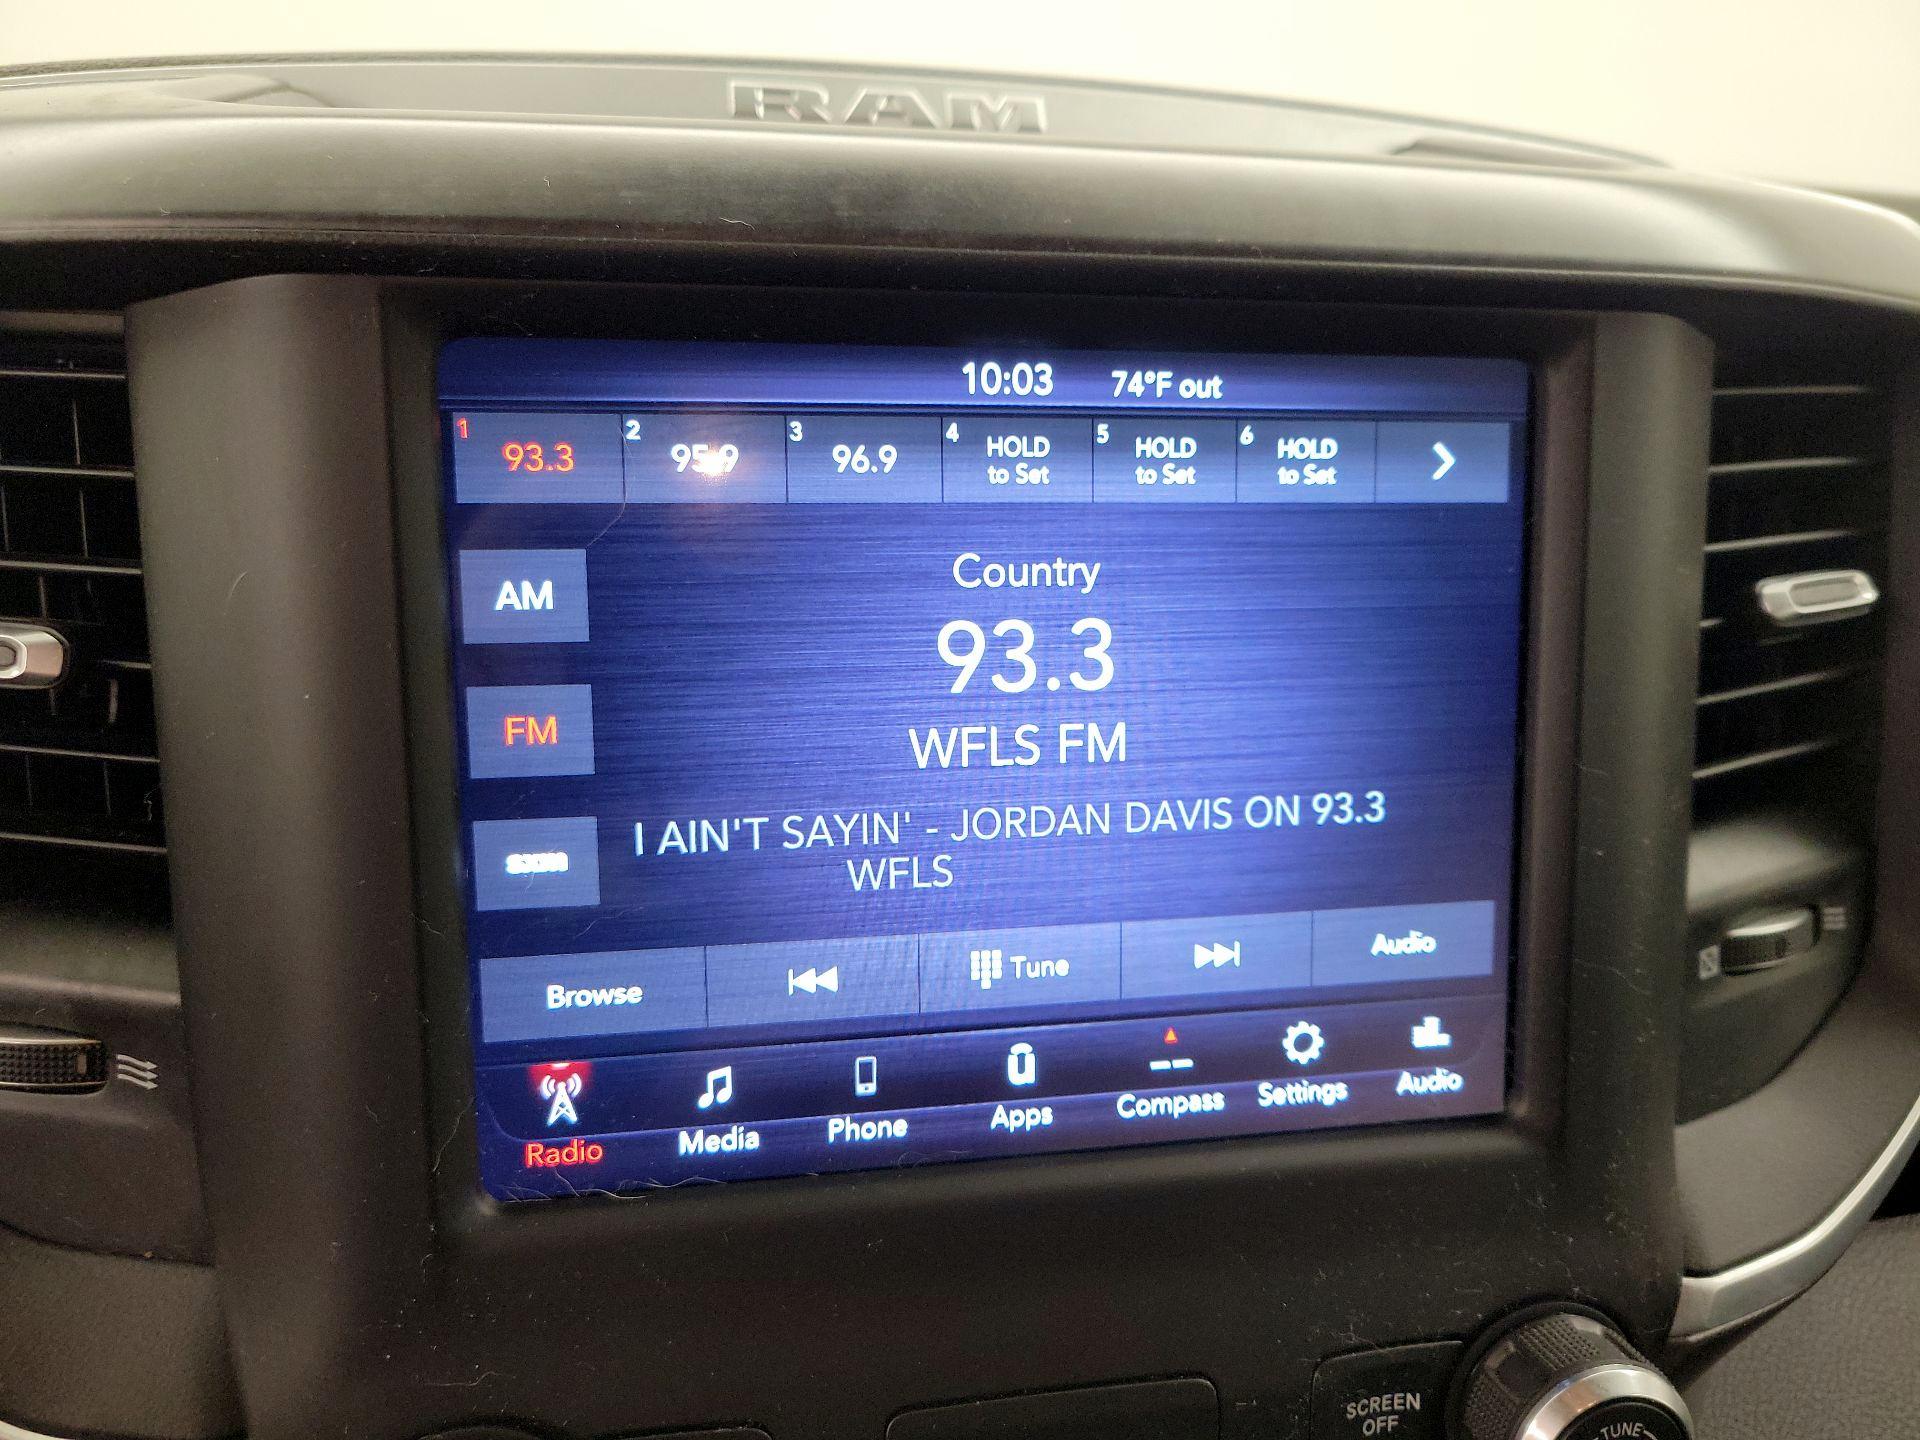 RAM
10:03 74°F out
1 93.3 2 95.9 3 96.9 4 HOLD to Set 5 HOLD to Set 6 HOLD to Set
AM
Country
93.3
FM
WFLS FM
I AIN'T SAYIN' - JORDAN DAVIS ON 93.3
WFLS
SXM
Browse Tune Audio
Radio Media Phone Apps Compass Settings Audio
SCREEN
OFF
TUNE